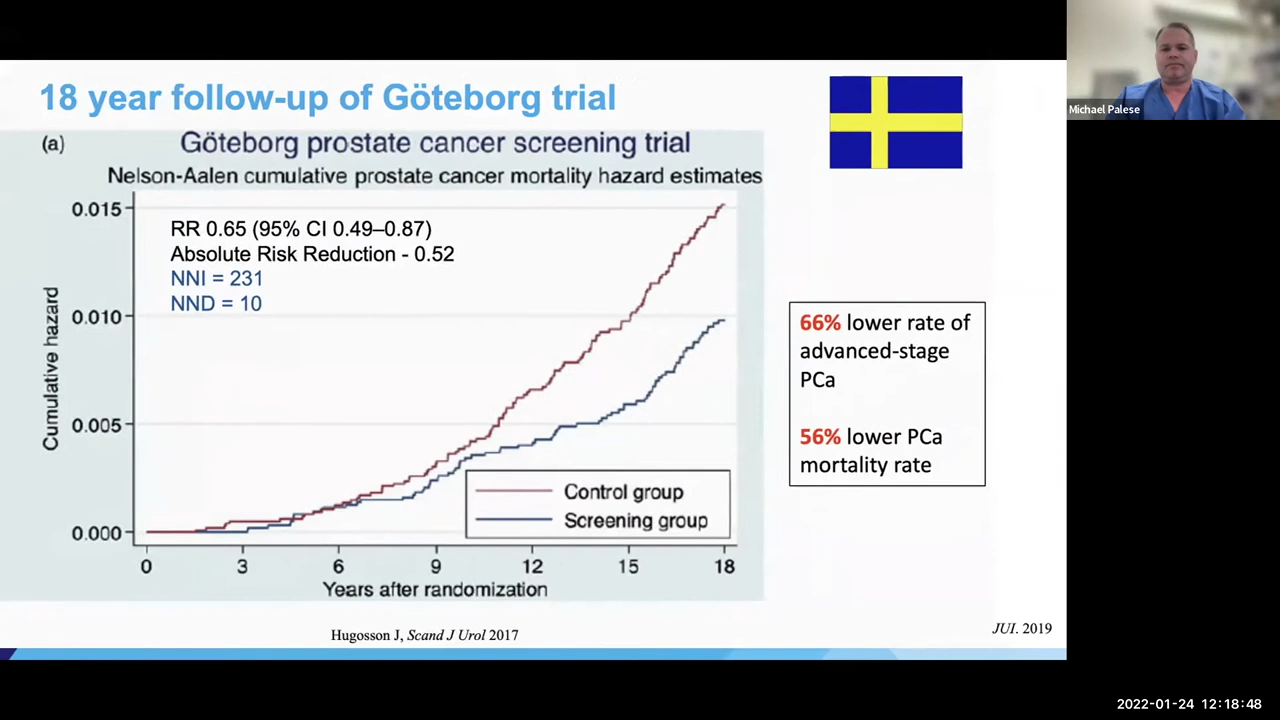 18 year follow-up of Göteborg trial
(a)
Göteborg prostate cancer screening trial
Nelson-Aalen cumulative prostate cancer mortality hazard estimates
RR 0.65 (95% CI 0.49–0.87)
Absolute Risk Reduction - 0.52
NNI = 231
NND = 10
Cumulative hazard
0.015
0.010
0.005
0.000
Control group
Screening group
0 3 6 9 12 15 18
Years after randomization
66% lower rate of
advanced-stage
PCa
56% lower PCa
mortality rate
Hugosson J, Scand J Urol 2017
JUI. 2019
Michael Palese
2022-01-24 12:18:48